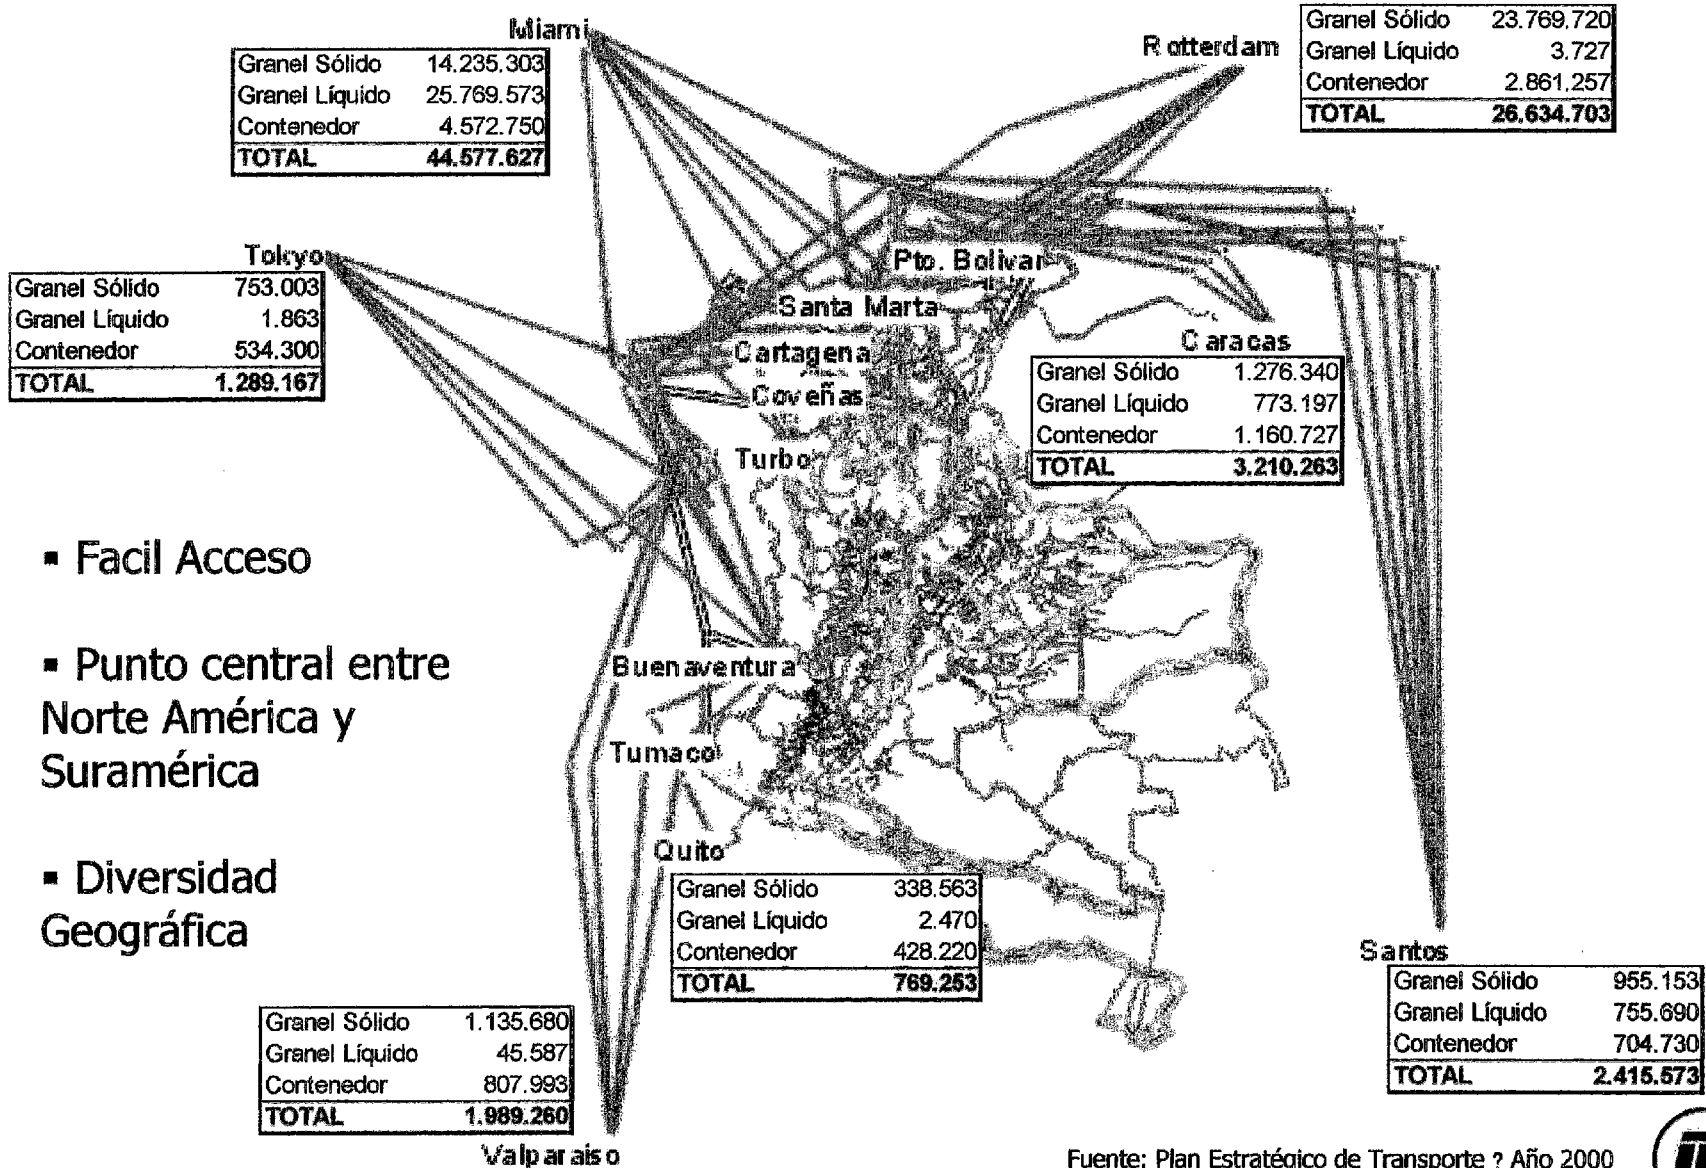 Miami
Granel Sólido 14.235.303
Granel Líquido 25.769.573
Contenedor 4.572.750
TOTAL 44.577.627
Rotterdam
Granel Sólido 23.769.720
Granel Líquido 3.727
Contenedor 2.861.257
TOTAL 26.634.703
Tokyo
Granel Sólido 753.003
Granel Líquido 1.863
Contenedor 534.300
TOTAL 1.289.167
Pto. Bolivar
Santa Marta
Cartagena
Coveñas
Turbo
Caracas
Granel Sólido 1.276.340
Granel Líquido 773.197
Contenedor 1.160.727
TOTAL 3.210.263
▪ Facil Acceso
▪ Punto central entre
Norte América y
Suramérica
▪ Diversidad
Geográfica
Buenaventura
Tumaco
Quito
Granel Sólido 338.563
Granel Líquido 2.470
Contenedor 428.220
TOTAL 769.253
Santos
Granel Sólido 955.153
Granel Líquido 755.690
Contenedor 704.730
TOTAL 2.415.573
Granel Sólido 1.135.680
Granel Líquido 45.587
Contenedor 807.993
TOTAL 1.989.260
Valparaiso
Fuente: Plan Estratégico de Transporte ? Año 2000